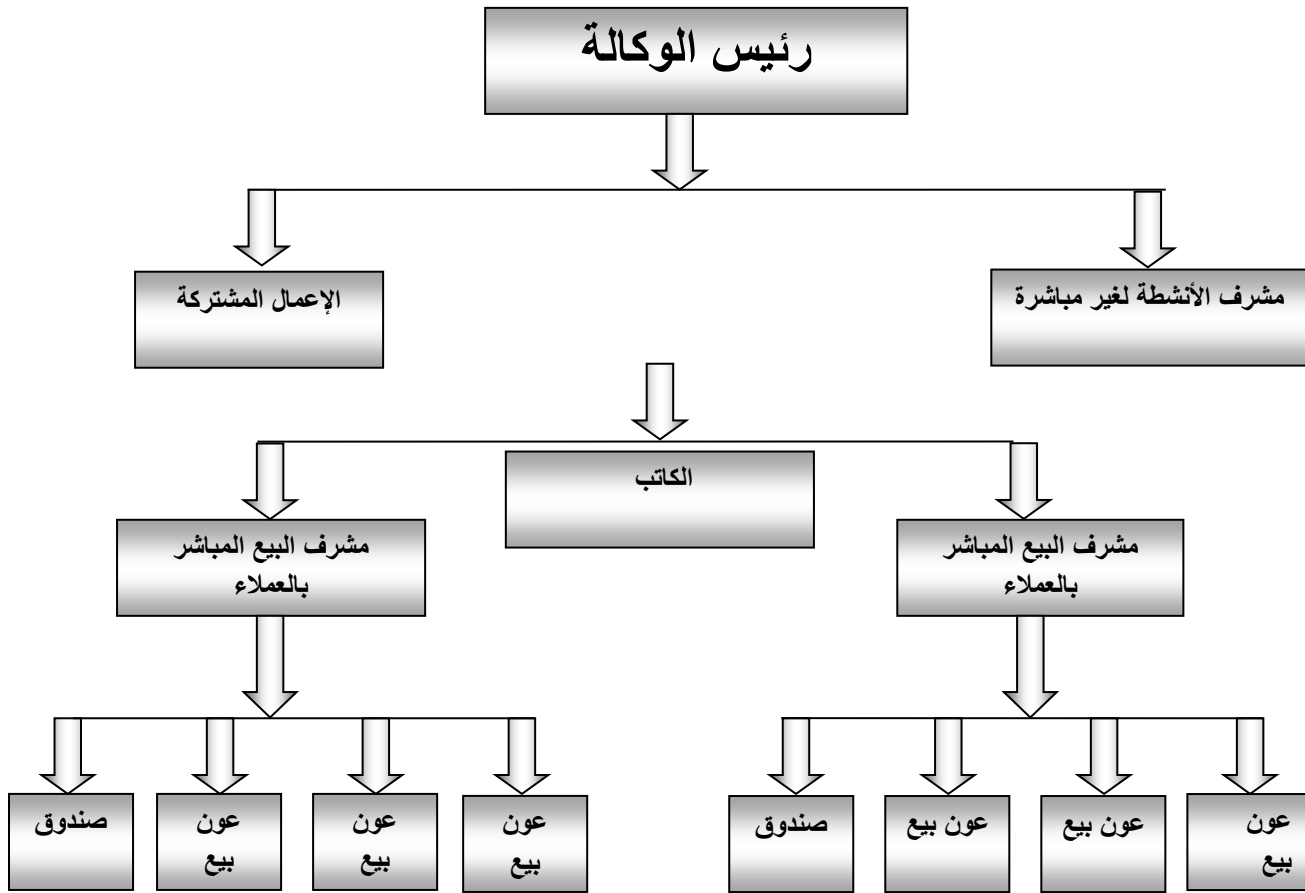 رئيس الوكالة
مشرف الأنشطة لغير مباشرة
الإعمال المشتركة
الكاتب
مشرف البيع المباشر
بالعملاء
مشرف البيع المباشر
بالعملاء
عون
بيع
عون بيع
عون بيع
صندوق
عون
بيع
عون
بيع
عون
بيع
صندوق